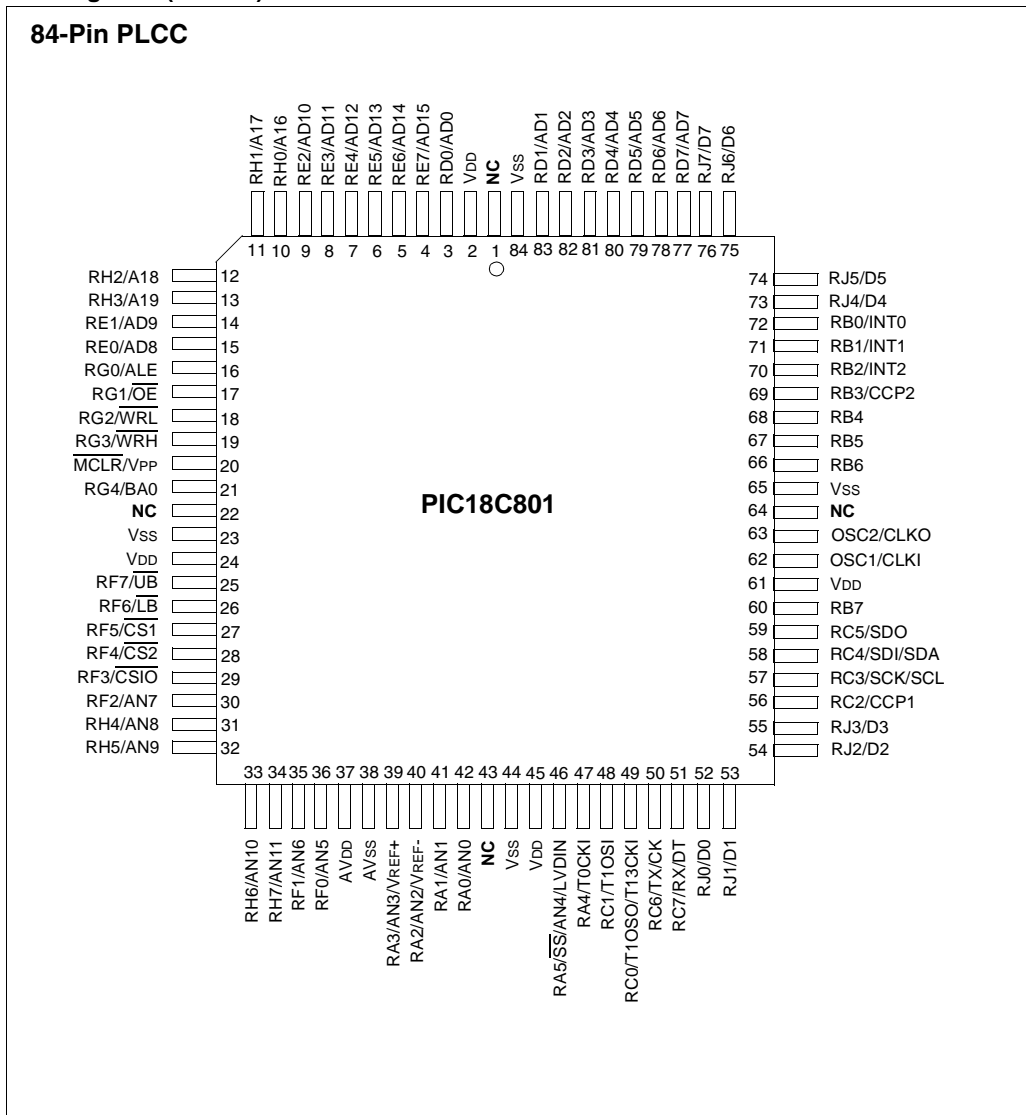 84-Pin PLCC
RH1/A17
RH0/A16
RE2/AD10
RE3/AD11
RE4/AD12
RE5/AD13
RE6/AD14
RE7/AD15
RD0/AD0
VDD
NC
VSS
RD1/AD1
RD2/AD2
RD3/AD3
RD4/AD4
RD5/AD5
RD6/AD6
RD7/AD7
RJ7/D7
RJ6/D6
11 10 9 8 7 6 5 4 3 2 1 84 83 82 81 80 79 78 77 76 75
RH2/A18 12
RH3/A19 13
RE1/AD9 14
RE0/AD8 15
RG0/ALE 16
RG1/OE 17
RG2/WRL 18
RG3/WRH 19
MCLR/VPP 20
RG4/BA0 21
NC 22
VSS 23
VDD 24
RF7/UB 25
RF6/LB 26
RF5/CS1 27
RF4/CS2 28
RF3/CSIO 29
RF2/AN7 30
RH4/AN8 31
RH5/AN9 32
PIC18C801
74 RJ5/D5
73 RJ4/D4
72 RB0/INT0
71 RB1/INT1
70 RB2/INT2
69 RB3/CCP2
68 RB4
67 RB5
66 RB6
65 VSS
64 NC
63 OSC2/CLKO
62 OSC1/CLKI
61 VDD
60 RB7
59 RC5/SDO
58 RC4/SDI/SDA
57 RC3/SCK/SCL
56 RC2/CCP1
55 RJ3/D3
54 RJ2/D2
33 34 35 36 37 38 39 40 41 42 43 44 45 46 47 48 49 50 51 52 53
RH6/AN10
RH7/AN11
RF1/AN6
RF0/AN5
AVDD
AVSS
RA3/AN3/VREF+
RA2/AN2/VREF-
RA1/AN1
RA0/AN0
NC
VSS
VDD
RA5/SS/AN4/LVDIN
RA4/T0CKI
RC1/T1OSI
RC0/T1OSO/T13CKI
RC6/TX/CK
RC7/RX/DT
RJ0/D0
RJ1/D1